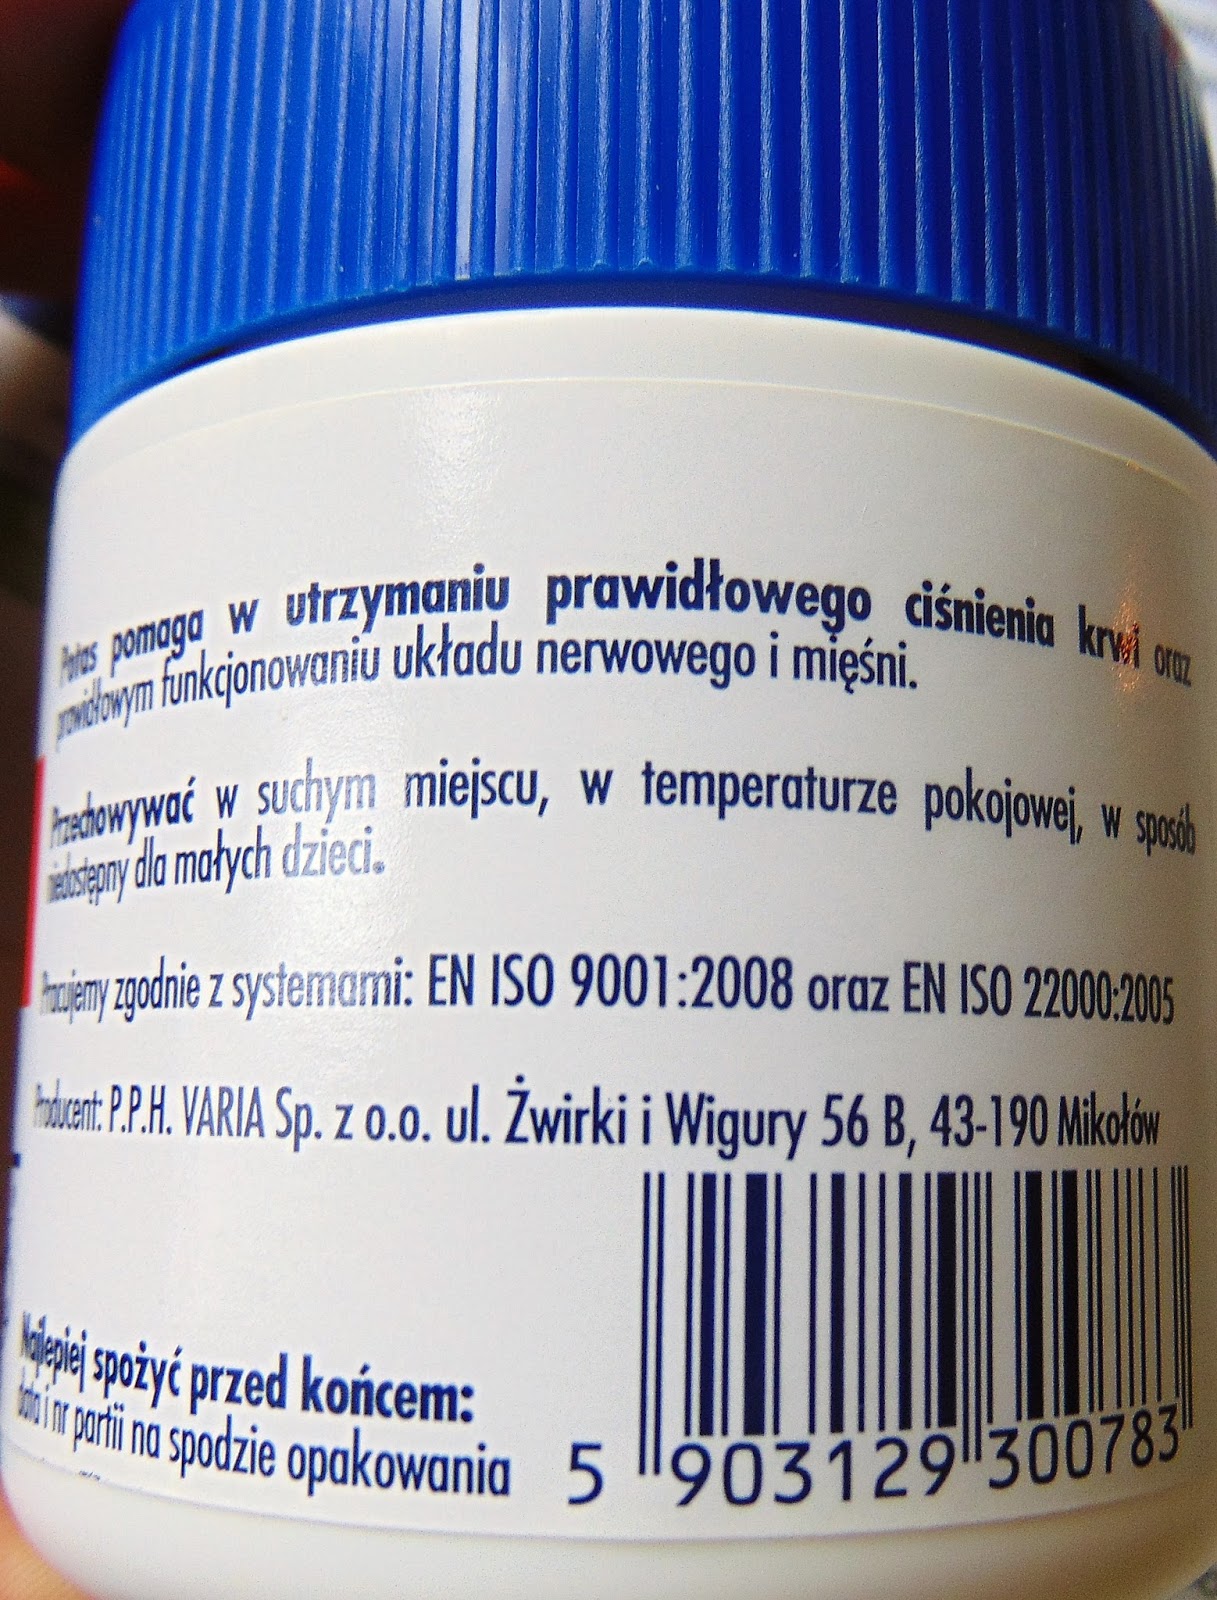 Potas pomaga w utrzymaniu prawidłowego ciśnienia krwi oraz
prawidłowym funkcjonowaniu układu nerwowego i mięśni.
Przechowywać w suchym miejscu, w temperaturze pokojowej, w sposób
niedostępny dla małych dzieci.
Pracujemy zgodnie z systemami: EN ISO 9001:2008 oraz EN ISO 22000:2005
Producent: P.P.H. VARIA Sp. z o.o. ul. Żwirki i Wigury 56 B, 43-190 Mikołów
Najlepiej spożyć przed końcem:
data i nr partii na spodzie opakowania
5 903129 300783